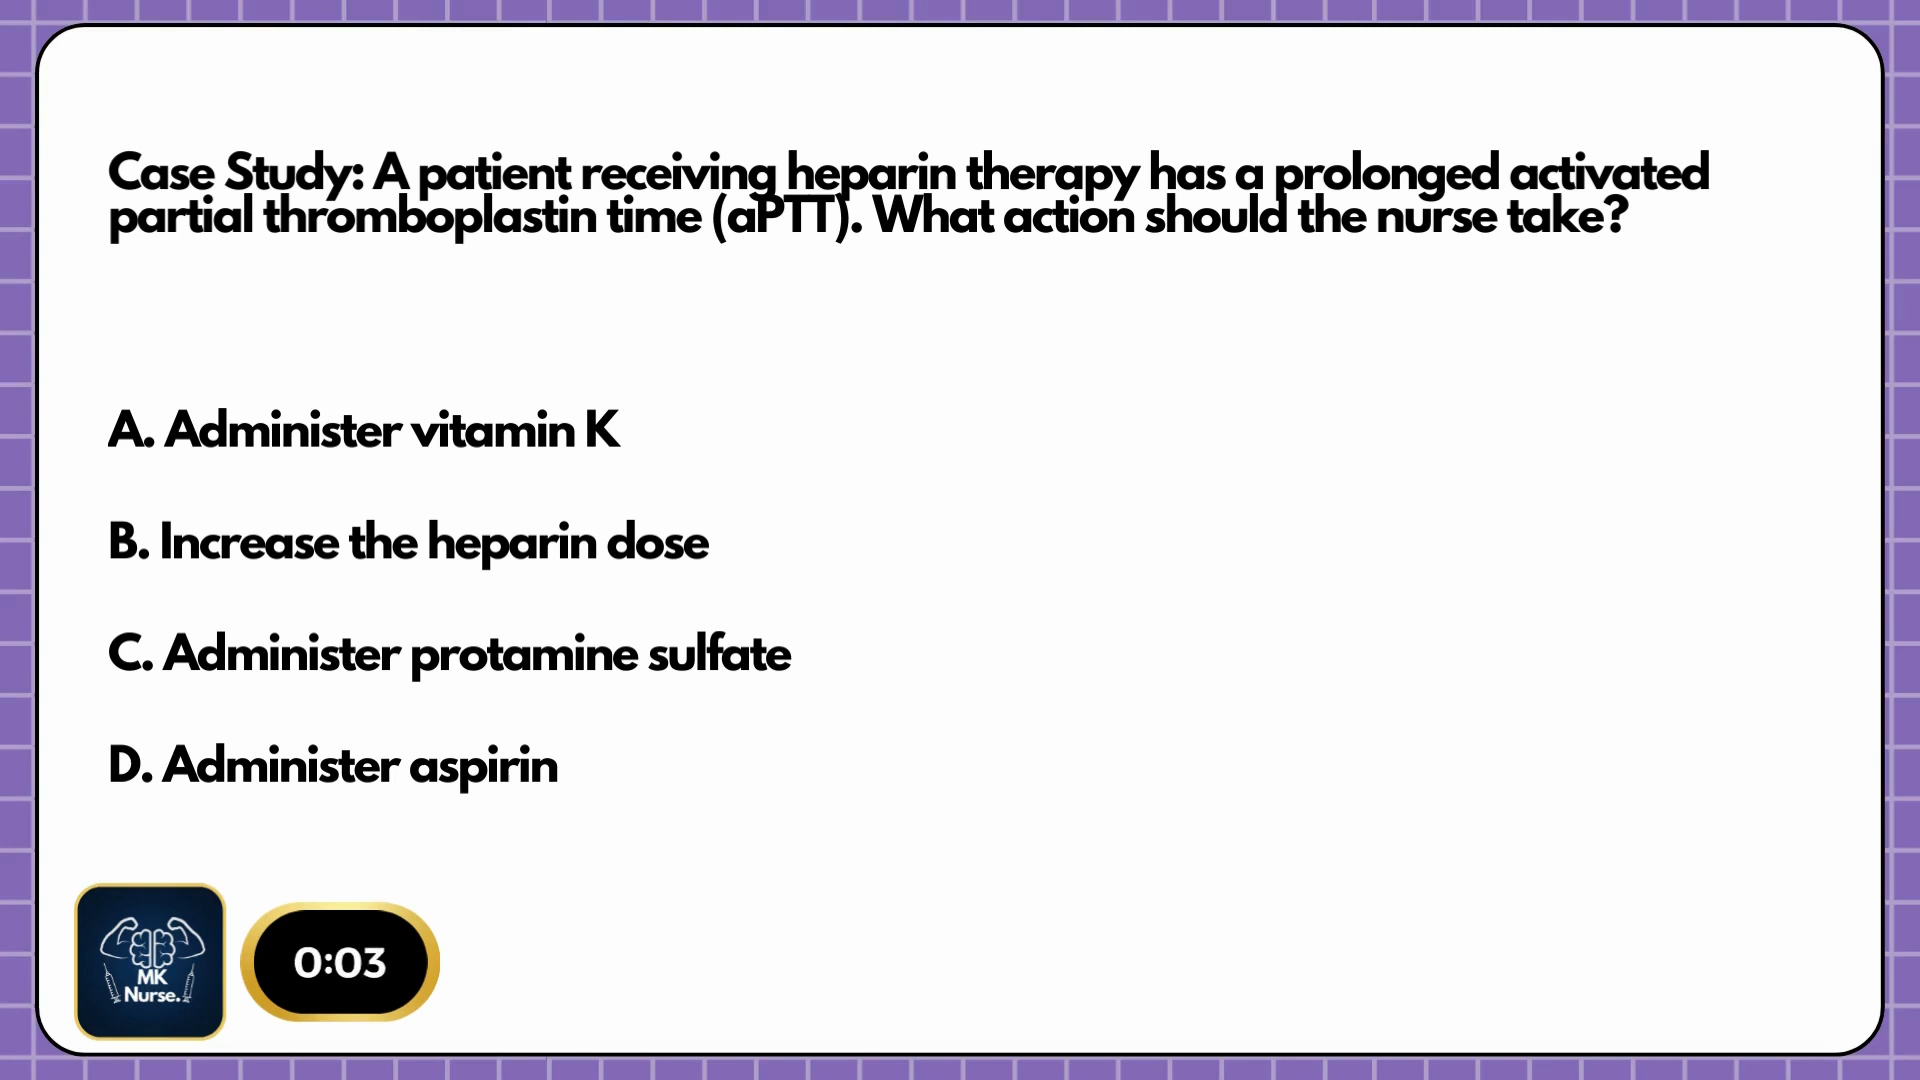 Case Study: A patient receiving heparin therapy has a prolonged activated
partial thromboplastin time (aPTT). What action should the nurse take?
A. Administer vitamin K
B. Increase the heparin dose
C. Administer protamine sulfate
D. Administer aspirin
MK
Nurse.
0:03